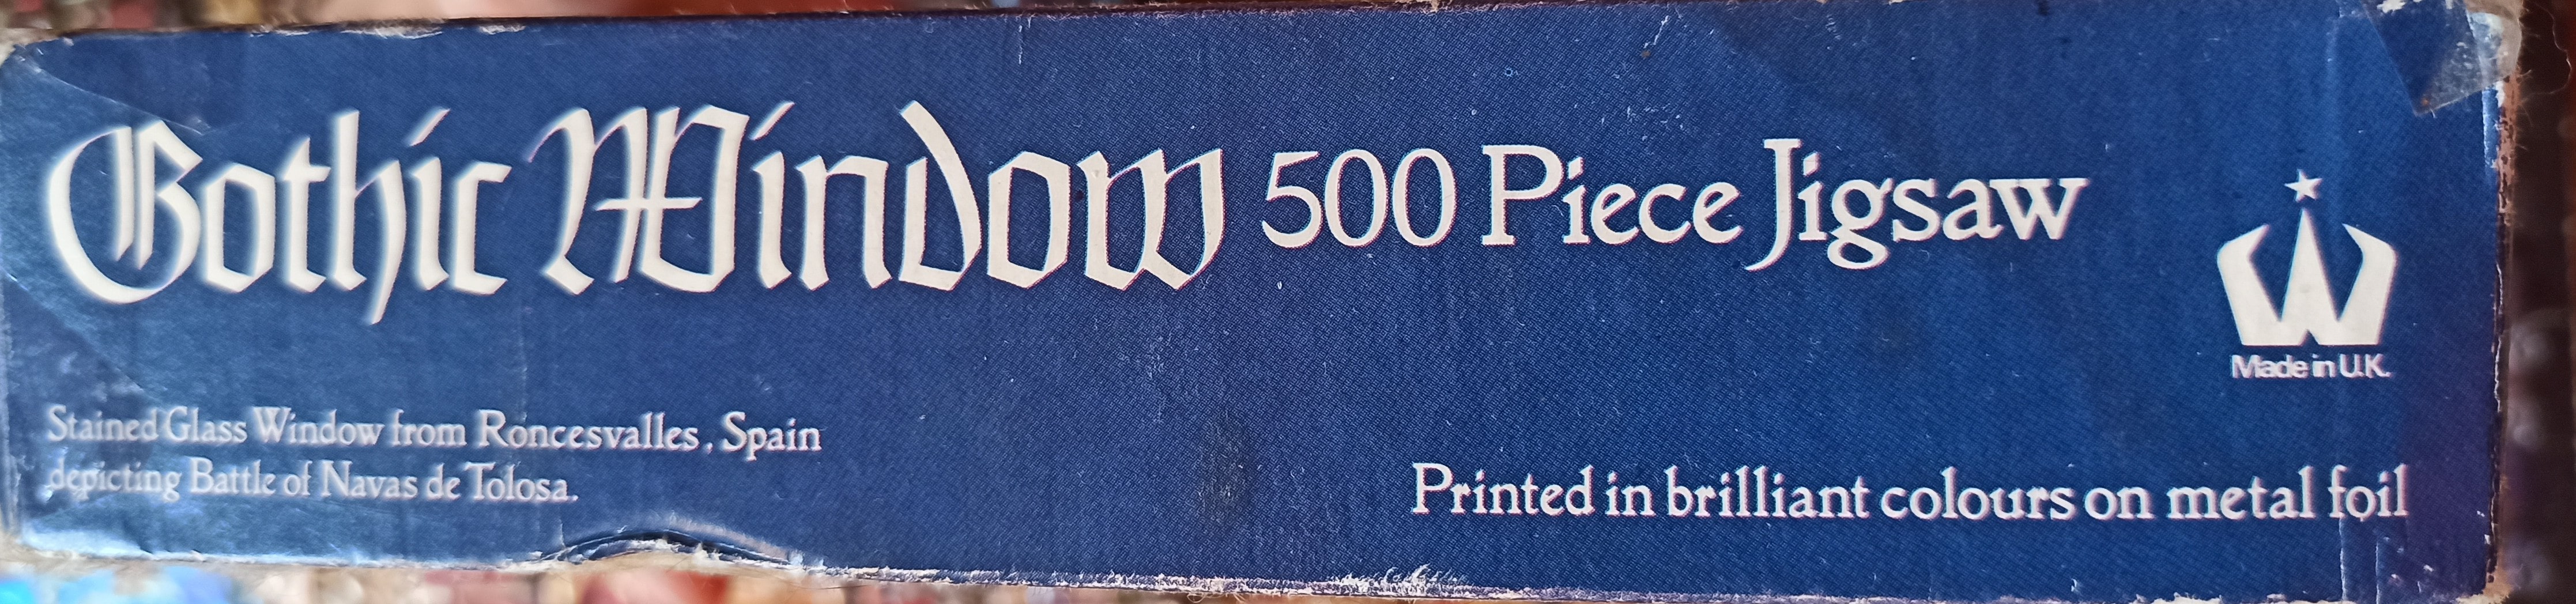 Gothic Window 500 Piece Jigsaw
Made in U.K.
Stained Glass Window from Roncesvalles, Spain
depicting Battle of Navas de Tolosa.
Printed in brilliant colours on metal foil